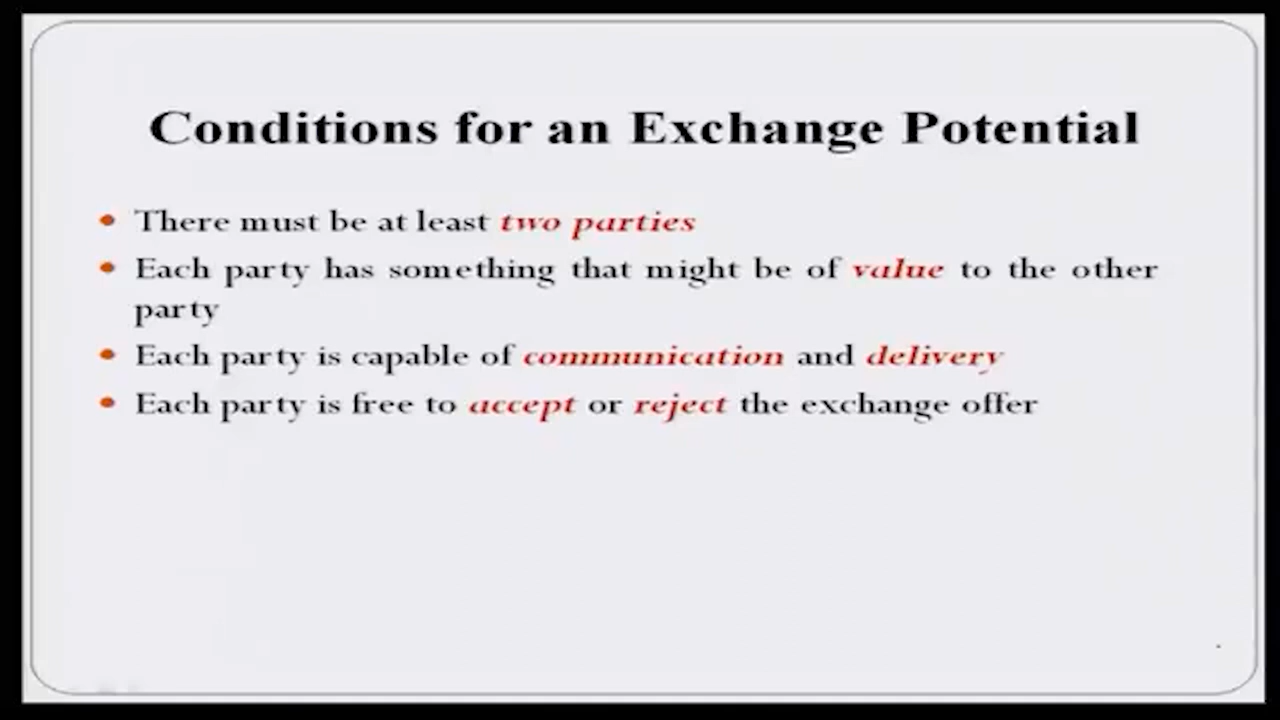 Conditions for an Exchange Potential
• There must be at least two parties
• Each party has something that might be of value to the other
party
• Each party is capable of communication and delivery
• Each party is free to accept or reject the exchange offer